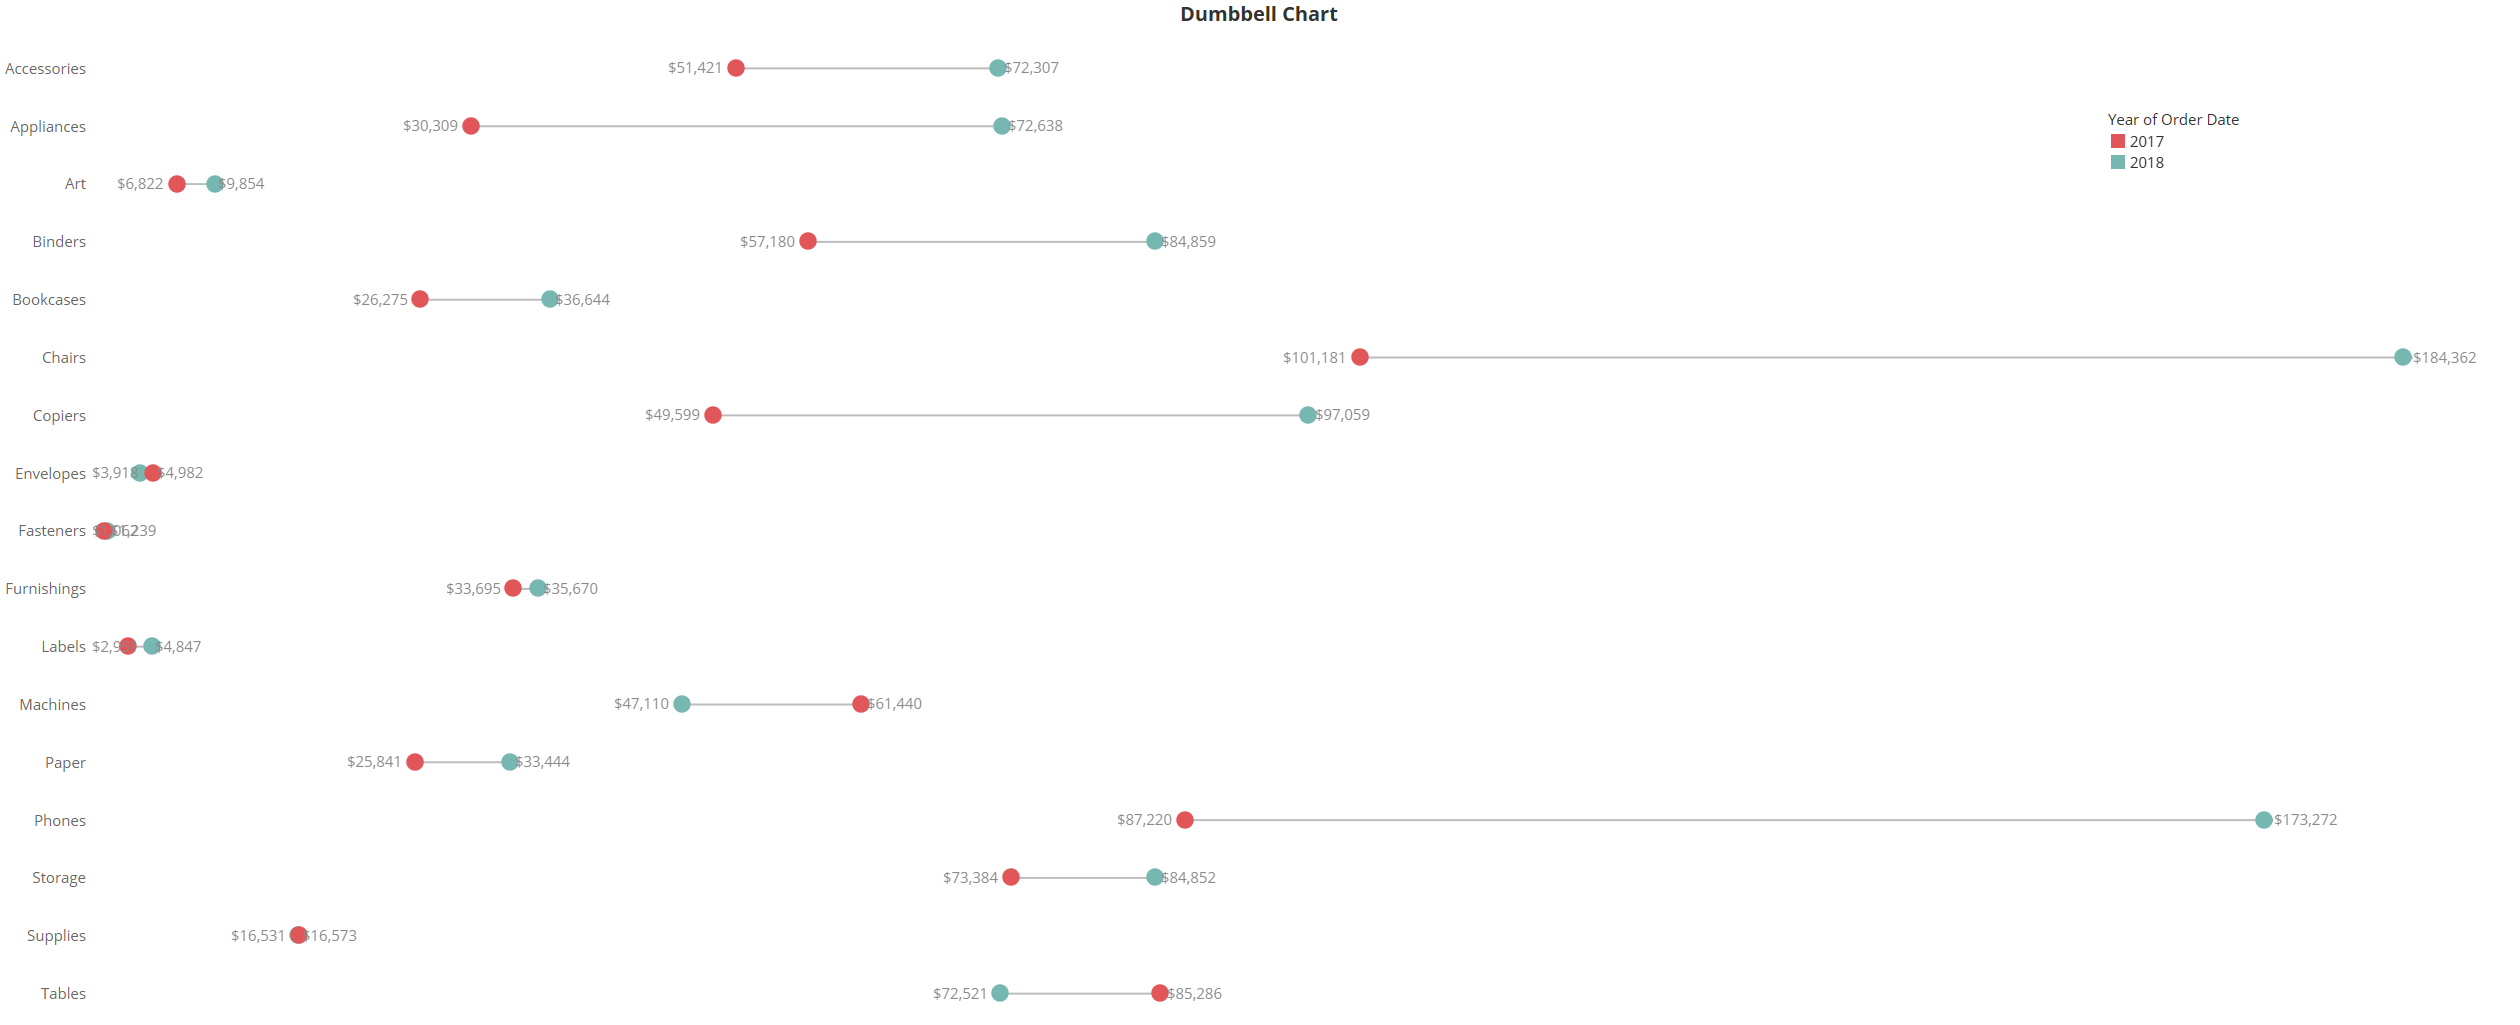 Dumbbell Chart
Accessories $51,421 $72,307
Appliances $30,309 $72,638
Year of Order Date
2017
2018
Art $6,822 $9,854
Binders $57,180 $84,859
Bookcases $26,275 $36,644
Chairs $101,181 $184,362
Copiers $49,599 $97,059
Envelopes $3,918 $4,982
Fasteners $1,239
Furnishings $33,695 $35,670
Labels $4,847
Machines $47,110 $61,440
Paper $25,841 $33,444
Phones $87,220 $173,272
Storage $73,384 $84,852
Supplies $16,531 $16,573
Tables $72,521 $85,286